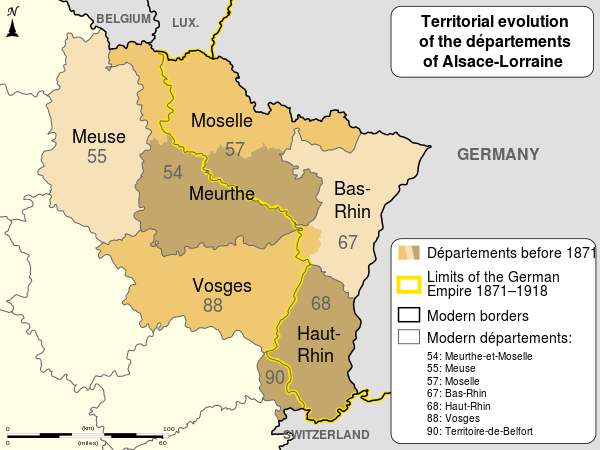 N
BELGIUM
LUX.
Territorial evolution
of the départements
of Alsace-Lorraine
Moselle
57
Meuse
55
54
Meurthe
GERMANY
Bas-
Rhin
67
Vosges
88
68
Haut-
Rhin
90
SWITZERLAND
Départements before 1871
Limits of the German
Empire 1871–1918
Modern borders
Modern départements:
54: Meurthe-et-Moselle
55: Meuse
57: Moselle
67: Bas-Rhin
68: Haut-Rhin
88: Vosges
90: Territoire-de-Belfort
0 (km) 100
0 (miles) 60